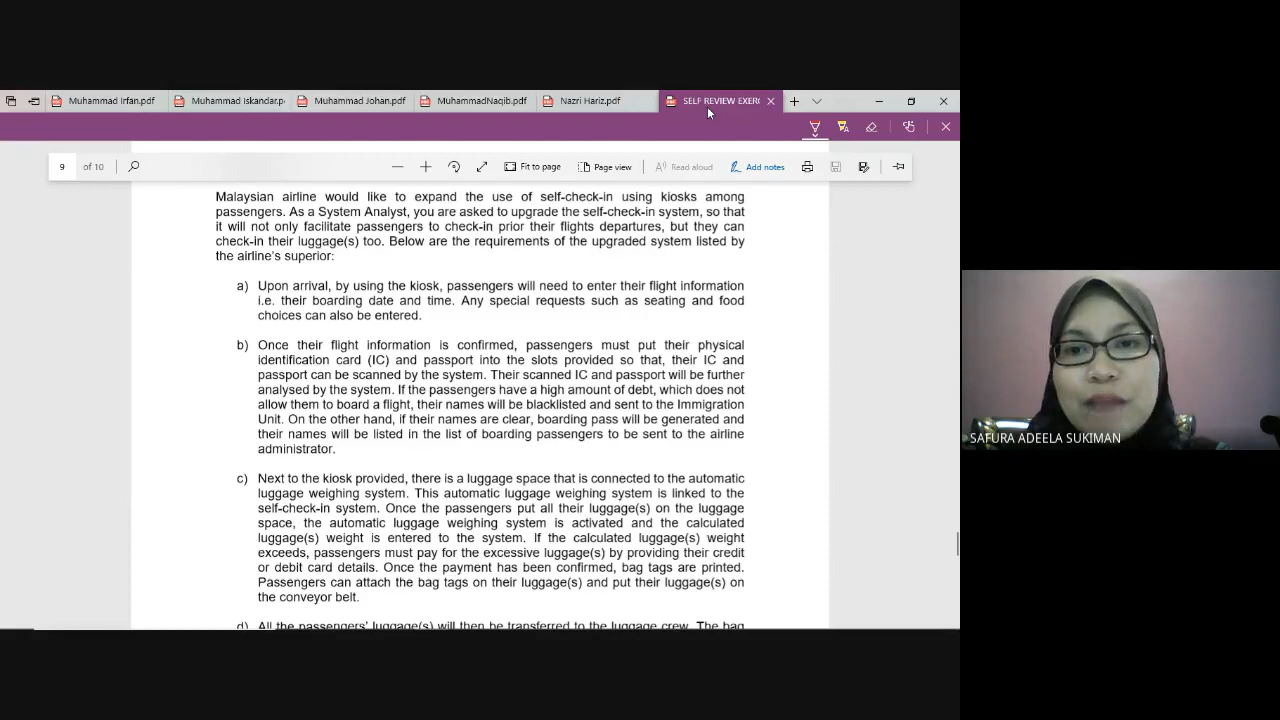 Muhammad Irfan.pdf
Muhammad Iskandar.p
Muhammad Johan.pdf
MuhammadNaqib.pdf
Nazri Hariz.pdf
SELF REVIEW EXER
9 of 10
Fit to page
Page view
Read aloud
Add notes
Malaysian airline would like to expand the use of self-check-in using kiosks among
passengers. As a System Analyst, you are asked to upgrade the self-check-in system, so that
it will not only facilitate passengers to check-in prior their flights departures, but they can
check-in their luggage(s) too. Below are the requirements of the upgraded system listed by
the airline's superior:
a) Upon arrival, by using the kiosk, passengers will need to enter their flight information
i.e. their boarding date and time. Any special requests such as seating and food
choices can also be entered.
b) Once their flight information is confirmed, passengers must put their physical
identification card (IC) and passport into the slots provided so that, their IC and
passport can be scanned by the system. Their scanned IC and passport will be further
analysed by the system. If the passengers have a high amount of debt, which does not
allow them to board a flight, their names will be blacklisted and sent to the Immigration
Unit. On the other hand, if their names are clear, boarding pass will be generated and
their names will be listed in the list of boarding passengers to be sent to the airline
administrator.
c) Next to the kiosk provided, there is a luggage space that is connected to the automatic
luggage weighing system. This automatic luggage weighing system is linked to the
self-check-in system. Once the passengers put all their luggage(s) on the luggage
space, the automatic luggage weighing system is activated and the calculated
luggage(s) weight is entered to the system. If the calculated luggage(s) weight
exceeds, passengers must pay for the excessive luggage(s) by providing their credit
or debit card details. Once the payment has been confirmed, bag tags are printed.
Passengers can attach the bag tags on their luggage(s) and put their luggage(s) on
the conveyor belt.
d) All the passengers' luggage(s) will then be transferred to the luggage crew. The bag
SAFURA ADEELA SUKIMAN